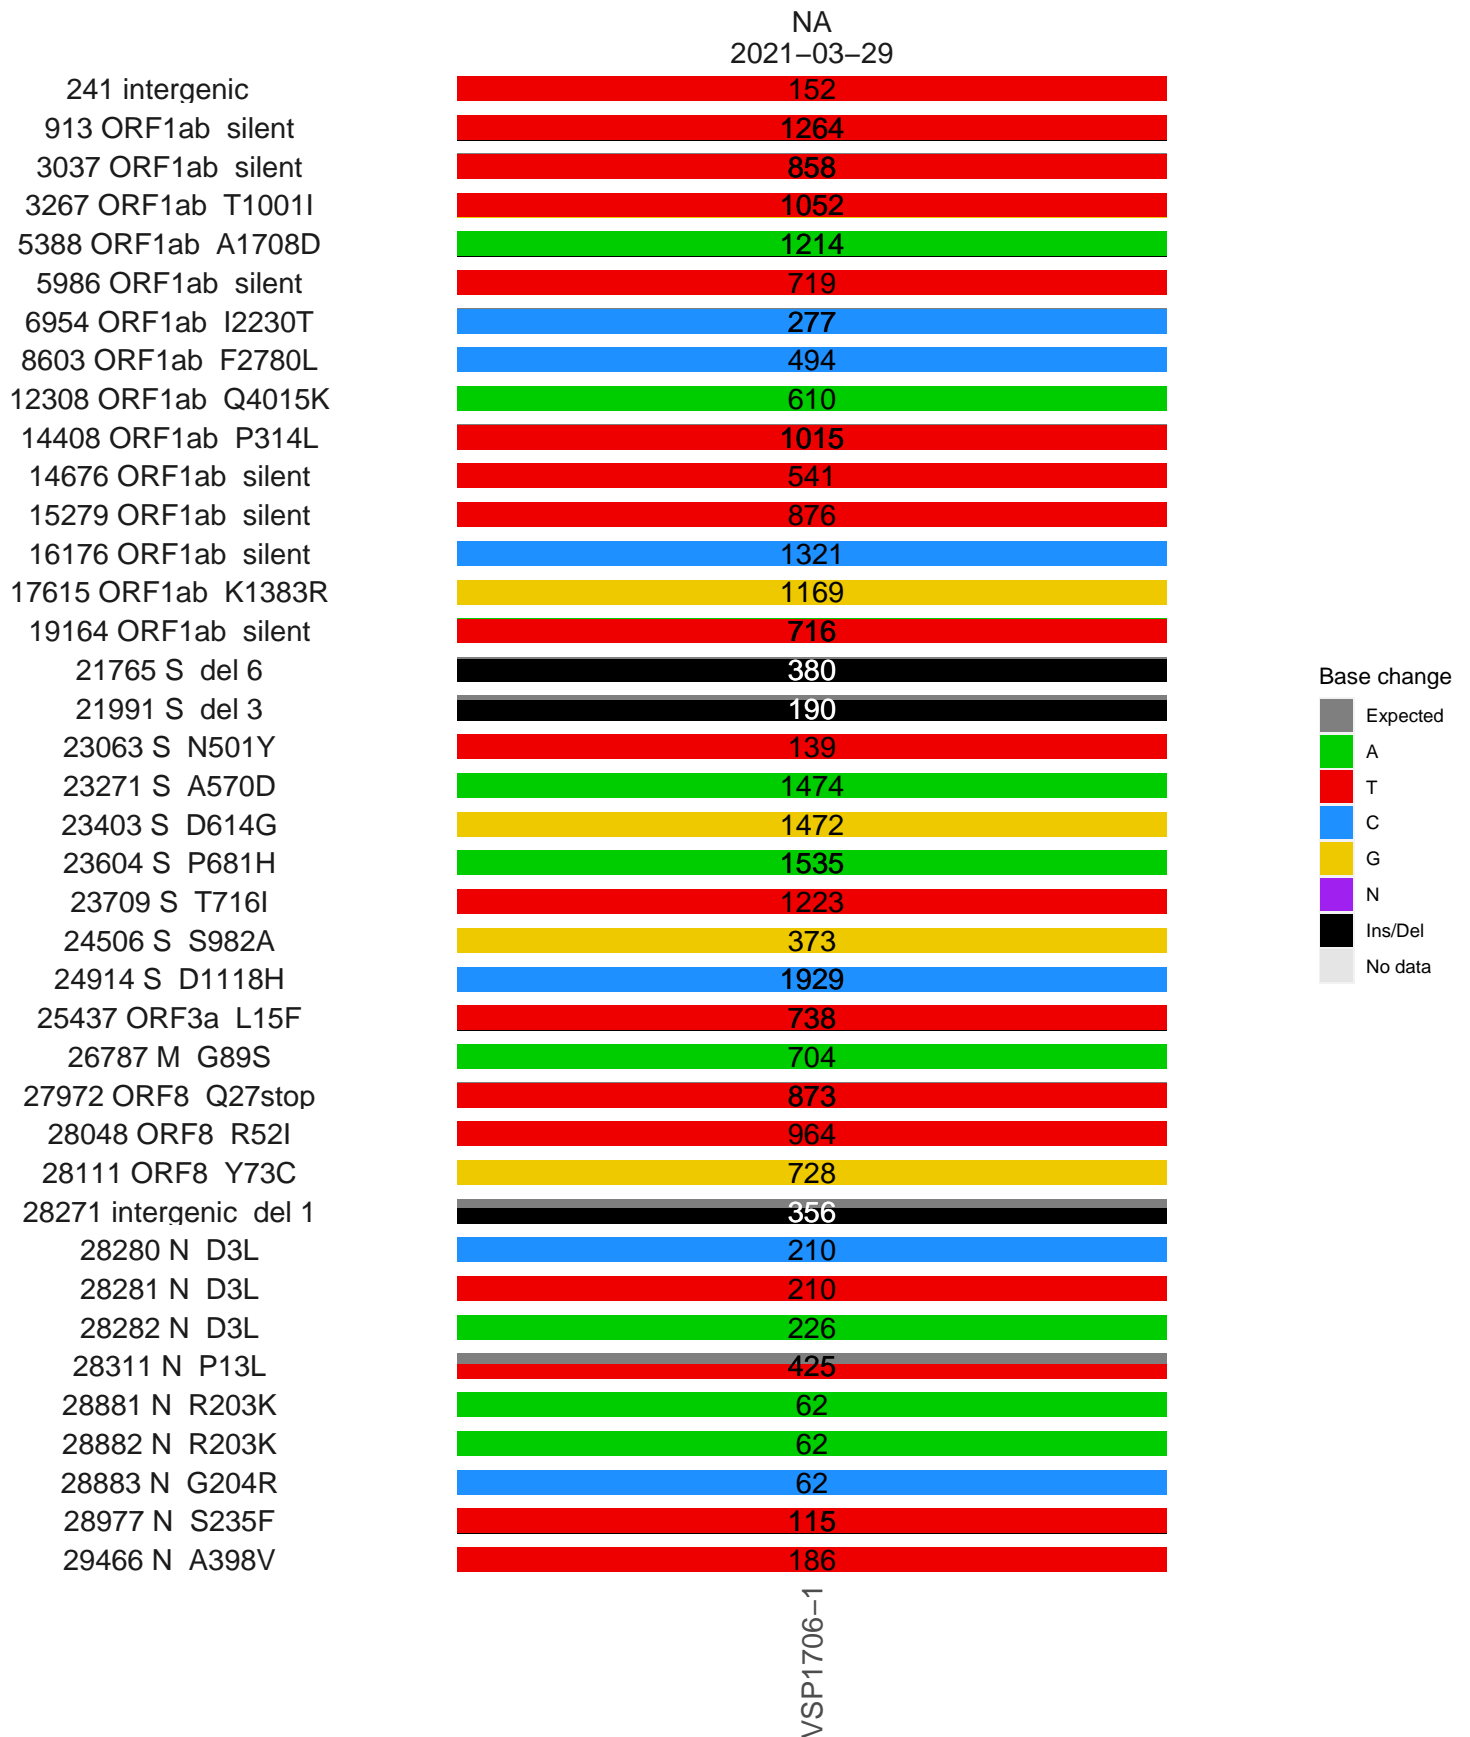 NA
2021−03−29
241 intergenic 152
913 ORF1ab silent 1264
3037 ORF1ab silent 858
3267 ORF1ab T1001I 1052
5388 ORF1ab A1708D 1214
5986 ORF1ab silent 719
6954 ORF1ab I2230T 277
8603 ORF1ab F2780L 494
12308 ORF1ab Q4015K 610
14408 ORF1ab P314L 1015
14676 ORF1ab silent 541
15279 ORF1ab silent 876
16176 ORF1ab silent 1321
17615 ORF1ab K1383R 1169
19164 ORF1ab silent 716
21765 S del 6 380
21991 S del 3 190
23063 S N501Y 139
23271 S A570D 1474
23403 S D614G 1472
23604 S P681H 1535
23709 S T716I 1223
24506 S S982A 373
24914 S D1118H 1929
25437 ORF3a L15F 738
26787 M G89S 704
27972 ORF8 Q27stop 873
28048 ORF8 R52I 964
28111 ORF8 Y73C 728
28271 intergenic del 1 356
28280 N D3L 210
28281 N D3L 210
28282 N D3L 226
28311 N P13L 425
28881 N R203K 62
28882 N R203K 62
28883 N G204R 62
28977 N S235F 115
29466 N A398V 186
VSP1706−1
Base change
Expected
A
T
C
G
N
Ins/Del
No data